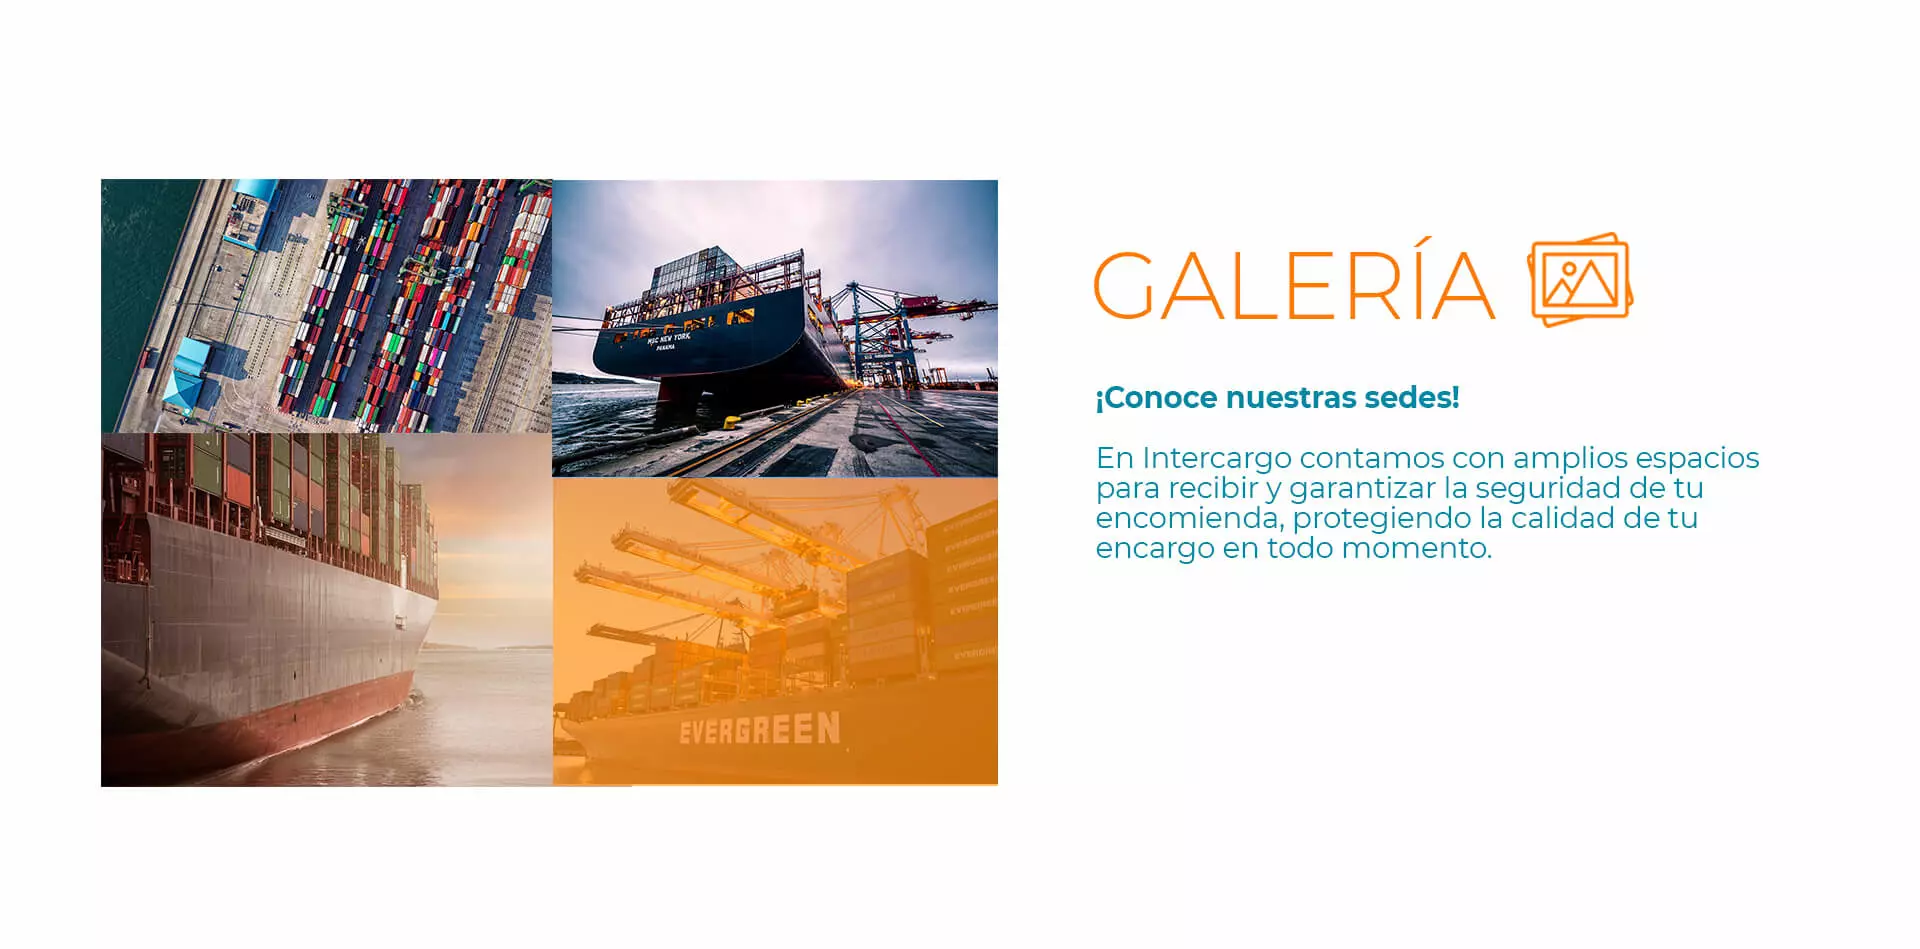 MSC NEW YORK
PANAMA
EVERGREEN
EVERGREEN
GALERÍA
¡Conoce nuestras sedes!
En Intercargo contamos con amplios espacios
para recibir y garantizar la seguridad de tu
encomienda, protegiendo la calidad de tu
encargo en todo momento.